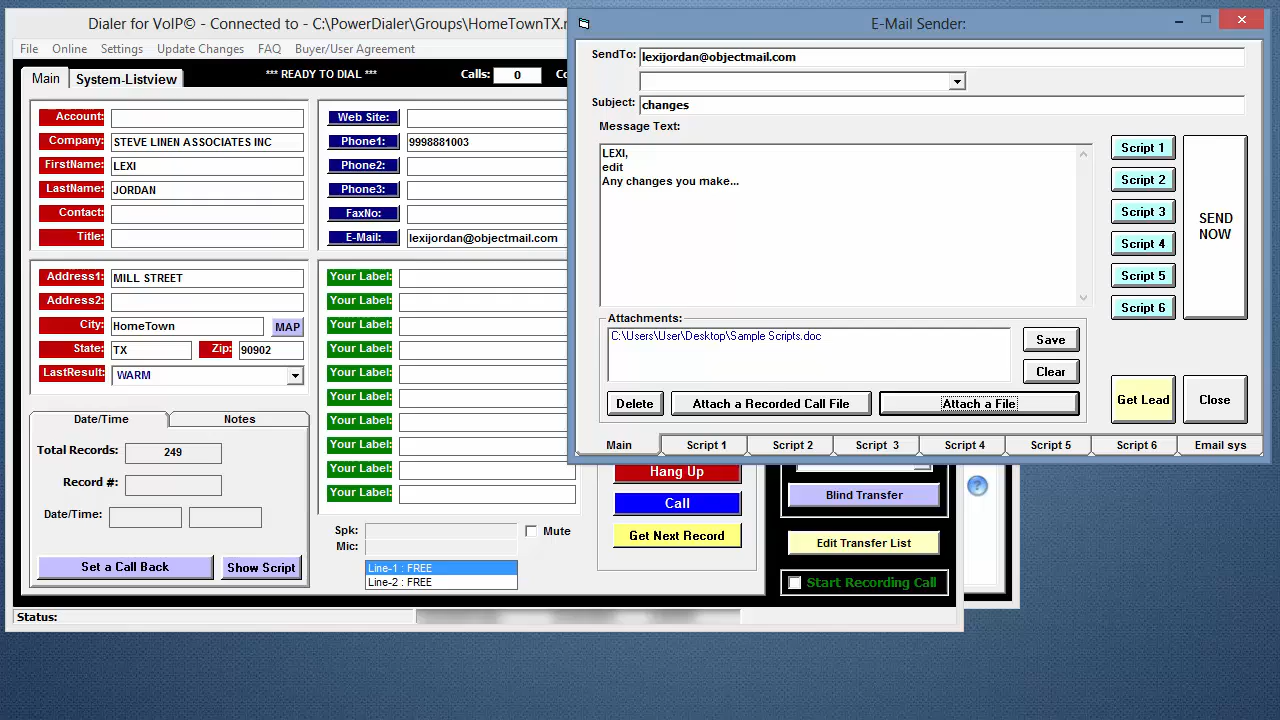 Dialer for VoIP© - Connected to - C:\PowerDialer\Groups\HomeTownTX.
File Online Settings Update Changes FAQ Buyer/User Agreement
Main System-Listview *** READY TO DIAL *** Calls: 0
Account:
Company: STEVE LINEN ASSOCIATES INC
FirstName: LEXI
LastName: JORDAN
Contact:
Title:
Web Site:
Phone1: 9998881003
Phone2:
Phone3:
FaxNo:
E-Mail: lexijordan@objectmail.com
Address1: MILL STREET
Address2:
City: HomeTown MAP
State: TX Zip: 90902
LastResult: WARM
Your Label:
Your Label:
Your Label:
Your Label:
Your Label:
Your Label:
Your Label:
Your Label:
Your Label:
Your Label:
Date/Time Notes
Total Records: 249
Record #:
Date/Time:
Set a Call Back Show Script
Spk: Mute
Mic:
Line-1 : FREE
Line-2 : FREE
Hang Up
Call
Get Next Record
Blind Transfer
Edit Transfer List
Start Recording Call
?
Status:
E-Mail Sender:
SendTo: lexijordan@objectmail.com
Subject: changes
Message Text:
LEXI,
edit
Any changes you make...
Script 1
Script 2
Script 3
Script 4
Script 5
Script 6
SEND
NOW
Attachments:
C:\Users\User\Desktop\Sample Scripts.doc
Save
Clear
Delete Attach a Recorded Call File Attach a File
Get Lead Close
Main Script 1 Script 2 Script 3 Script 4 Script 5 Script 6 Email sys